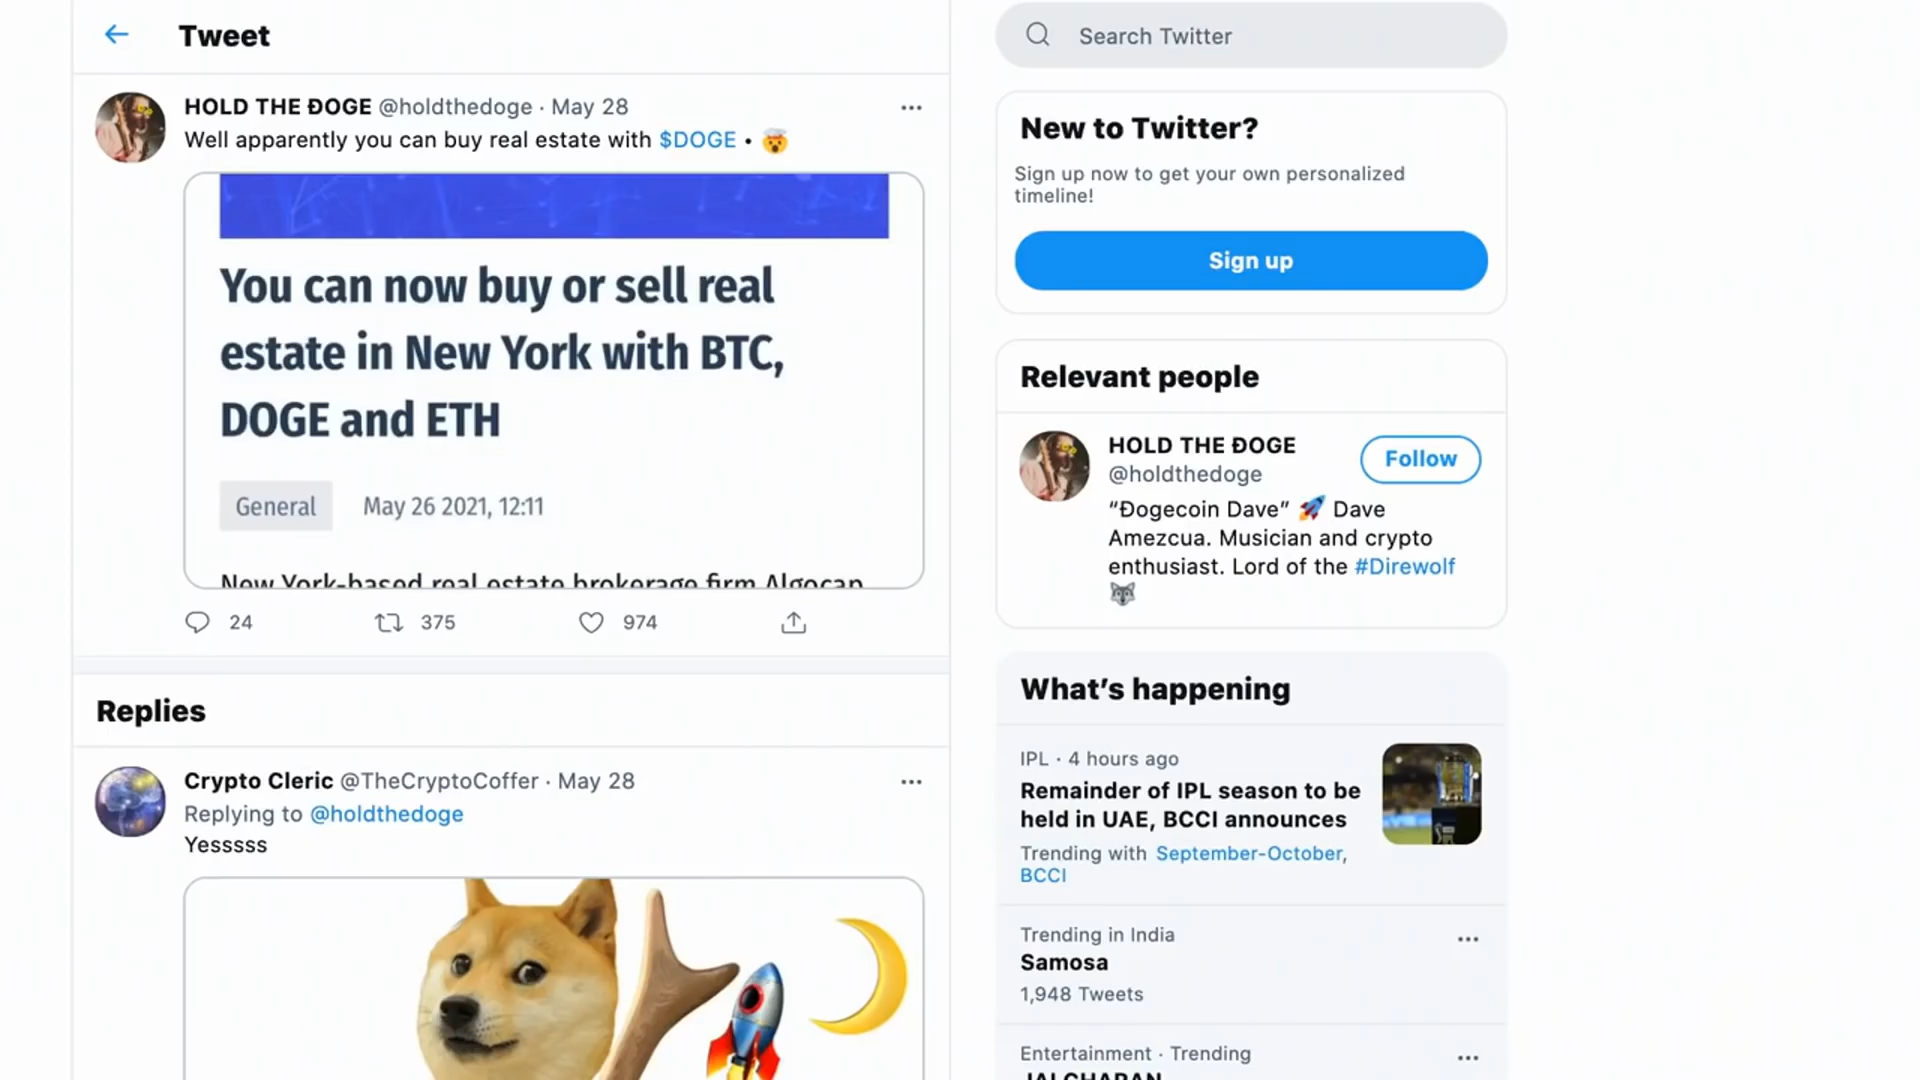 Tweet
HOLD THE ĐOGE @holdthedoge · May 28
Well apparently you can buy real estate with $DOGE • 🤯
You can now buy or sell real
estate in New York with BTC,
DOGE and ETH
General May 26 2021, 12:11
New York-based real estate brokerage firm Algocap
24 375 974
Replies
Crypto Cleric @TheCryptoCoffer · May 28
Replying to @holdthedoge
Yesssss
Search Twitter
New to Twitter?
Sign up now to get your own personalized
timeline!
Sign up
Relevant people
HOLD THE ĐOGE
@holdthedoge
Follow
“Đogecoin Dave” 🚀 Dave
Amezcua. Musician and crypto
enthusiast. Lord of the #Direwolf
🐺
What’s happening
IPL · 4 hours ago
Remainder of IPL season to be
held in UAE, BCCI announces
Trending with September-October,
BCCI
Trending in India
Samosa
1,948 Tweets
Entertainment · Trending